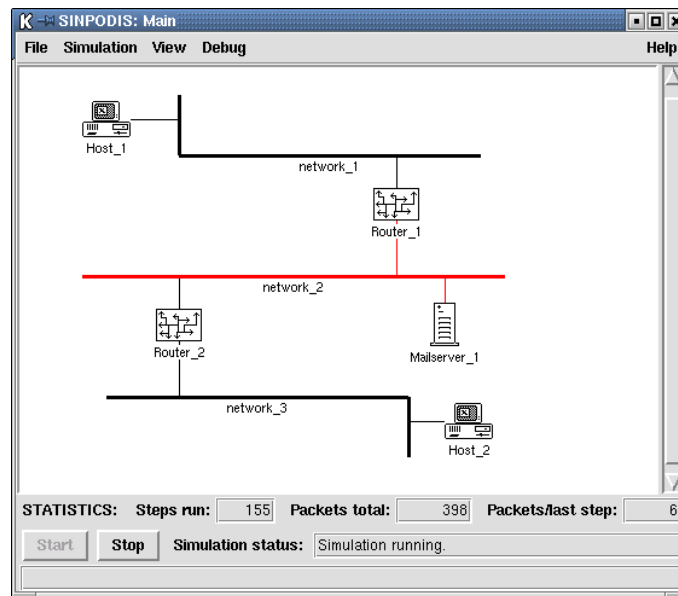 SINPODIS: Main
File Simulation View Debug Help
Host_1
network_1
Router_1
network_2
Router_2
Mailserver_1
network_3
Host_2
STATISTICS: Steps run: 155 Packets total: 398 Packets/last step: 6
Start Stop Simulation status: Simulation running.